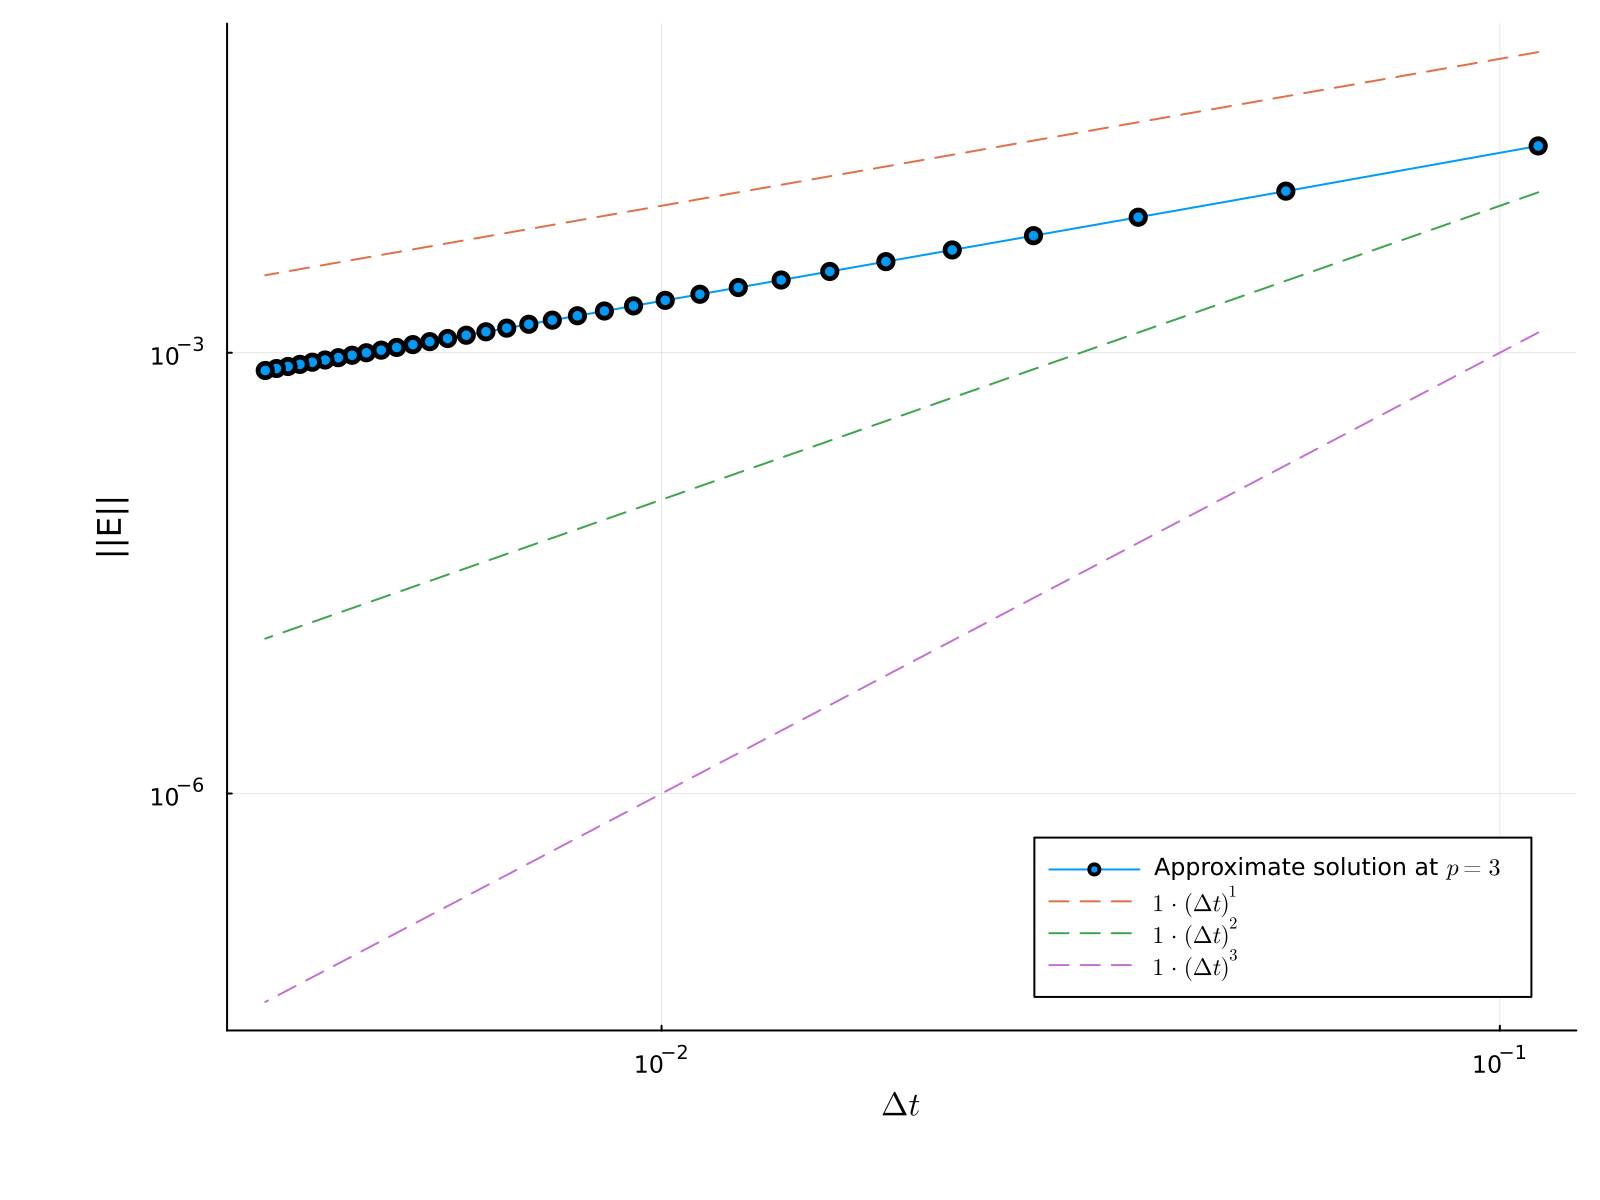 10⁻³
||E||
10⁻⁶
Approximate solution at p = 3
1 · (Δt)¹
1 · (Δt)²
1 · (Δt)³
10⁻² 10⁻¹
Δt